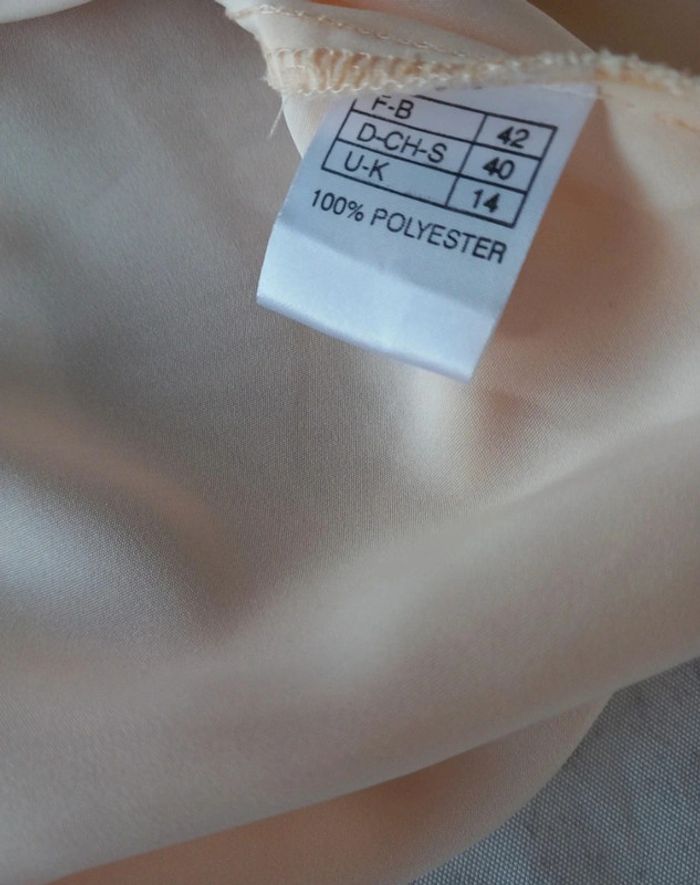 F-B 42
D-CH-S 40
U-K 14
100% POLYESTER